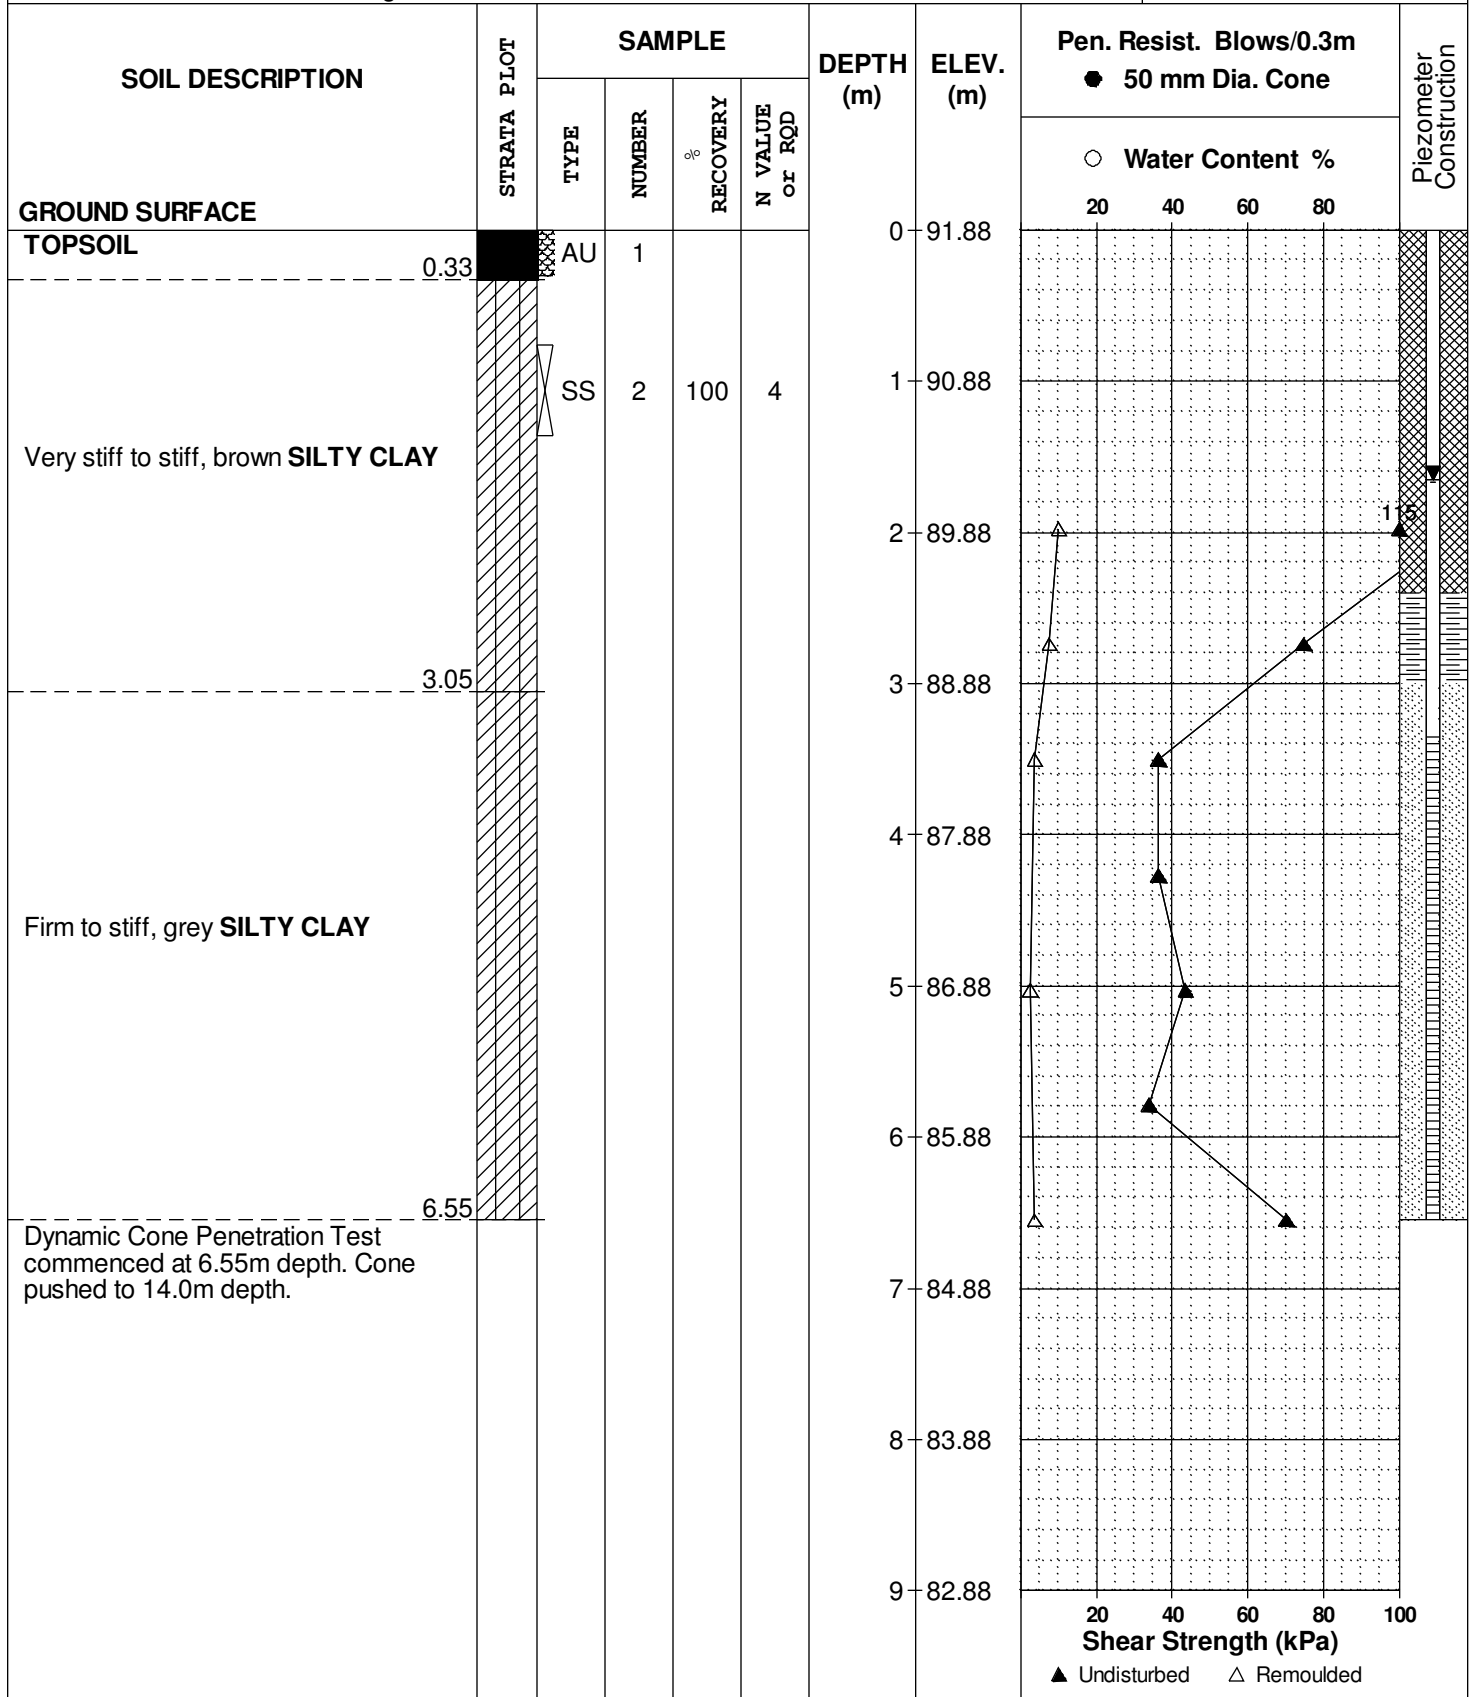 SOIL DESCRIPTION
GROUND SURFACE
STRATA PLOT
SAMPLE
TYPE
NUMBER
%
RECOVERY
N VALUE
or RQD
DEPTH
(m)
ELEV.
(m)
Pen. Resist. Blows/0.3m
● 50 mm Dia. Cone
○ Water Content %
20 40 60 80
Piezometer
Construction
TOPSOIL
0.33
AU 1
0 91.88
SS 2 100 4
1 90.88
Very stiff to stiff, brown SILTY CLAY
115
2 89.88
3.05
3 88.88
4 87.88
Firm to stiff, grey SILTY CLAY
5 86.88
6 85.88
6.55
Dynamic Cone Penetration Test
commenced at 6.55m depth. Cone
pushed to 14.0m depth.
7 84.88
8 83.88
9 82.88
20 40 60 80 100
Shear Strength (kPa)
▲ Undisturbed △ Remoulded